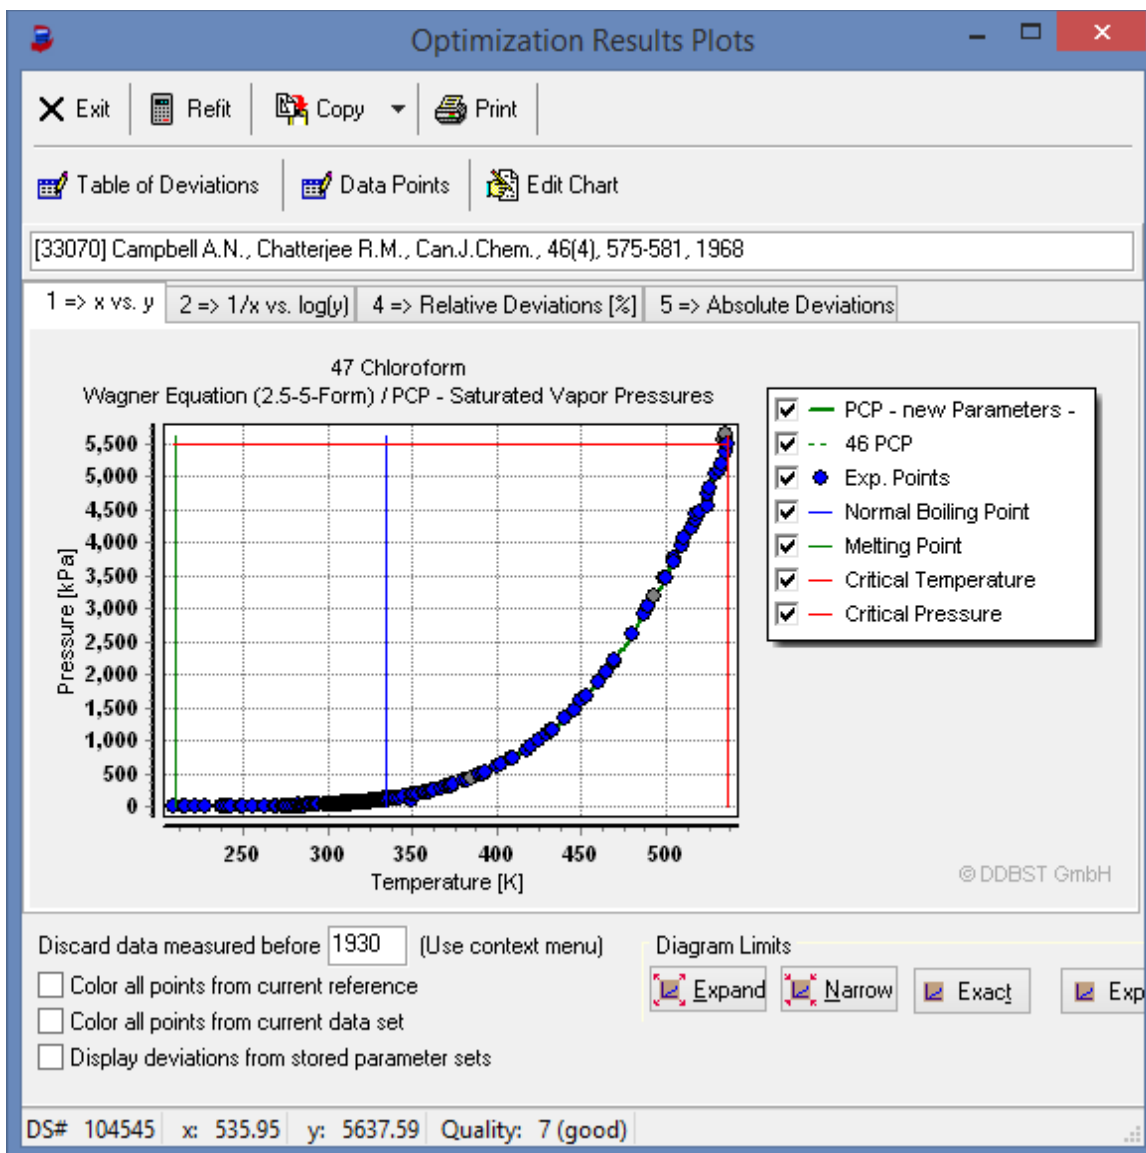 Optimization Results Plots
Exit Refit Copy Print
Table of Deviations Data Points Edit Chart
[33070] Campbell A.N., Chatterjee R.M., Can.J.Chem., 46(4), 575-581, 1968
1 => x vs. y 2 => 1/x vs. log(y) 4 => Relative Deviations [%] 5 => Absolute Deviations
47 Chloroform
Wagner Equation (2.5-5-Form) / PCP - Saturated Vapor Pressures
Pressure [kPa]
5,500
5,000
4,500
4,000
3,500
3,000
2,500
2,000
1,500
1,000
500
0
250 300 350 400 450 500
Temperature [K]
PCP - new Parameters -
46 PCP
Exp. Points
Normal Boiling Point
Melting Point
Critical Temperature
Critical Pressure
© DDBST GmbH
Discard data measured before 1930 (Use context menu)
Color all points from current reference
Color all points from current data set
Display deviations from stored parameter sets
Diagram Limits
Expand Narrow Exact Exp
DS# 104545 x: 535.95 y: 5637.59 Quality: 7 (good)